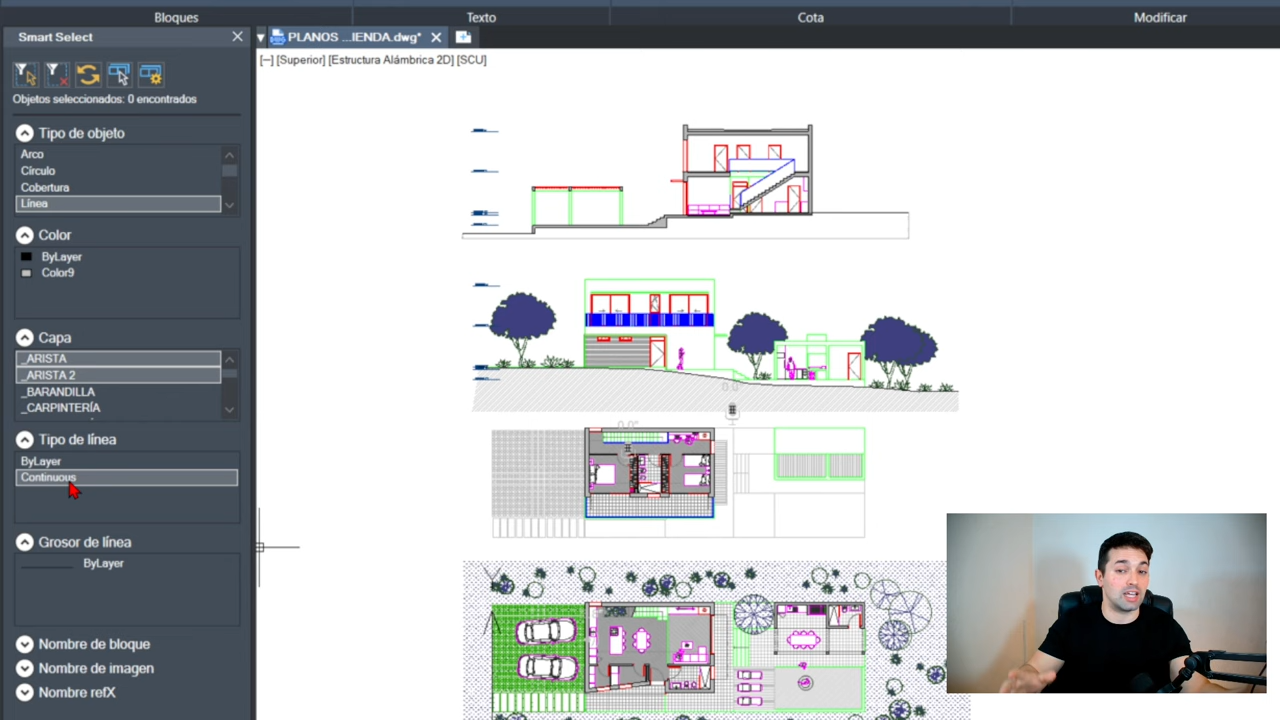 Bloques
Texto
Cota
Modificar
Smart Select
PLANOS ...IENDA.dwg*
[−] [Superior] [Estructura Alámbrica 2D] [SCU]
Objetos seleccionados: 0 encontrados
Tipo de objeto
Arco
Círculo
Cobertura
Línea
Color
ByLayer
Color9
Capa
_ARISTA
_ARISTA 2
_BARANDILLA
_CARPINTERÍA
Tipo de línea
ByLayer
Continuous
Grosor de línea
ByLayer
Nombre de bloque
Nombre de imagen
Nombre refX